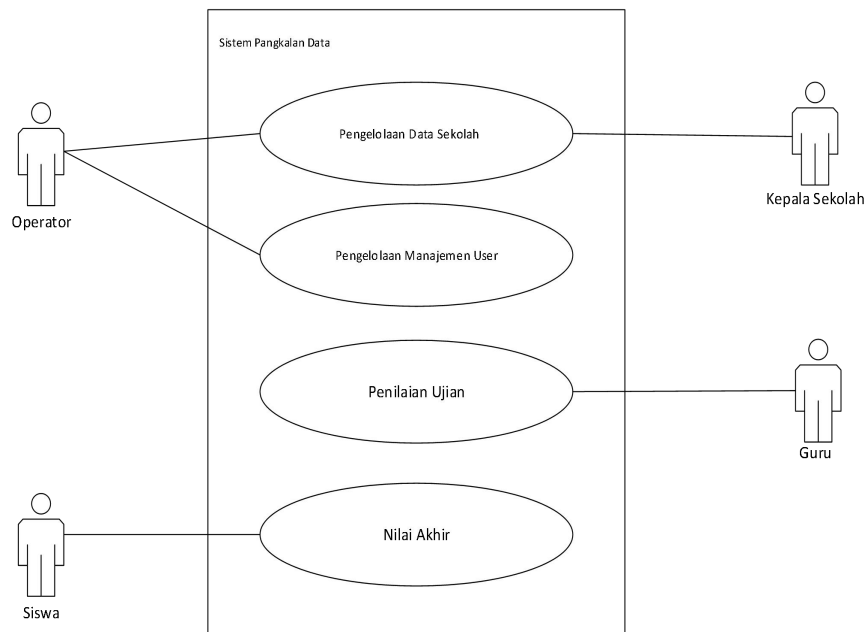 Sistem Pangkalan Data
Pengelolaan Data Sekolah
Kepala Sekolah
Operator
Pengelolaan Manajemen User
Penilaian Ujian
Guru
Nilai Akhir
Siswa